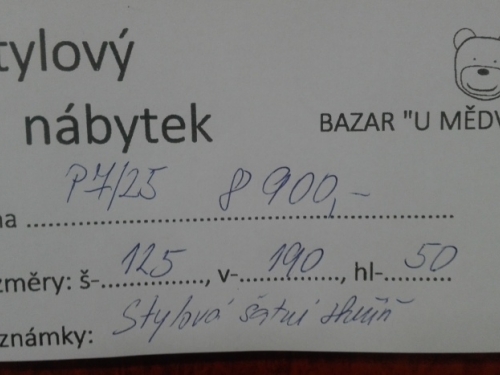 tylový
nábytek
BAZAR "U MĚDV
P7/25 8 900,-
na
změry: š- 125, v- 190, hl- 50
známky: Stylová šatní skříň